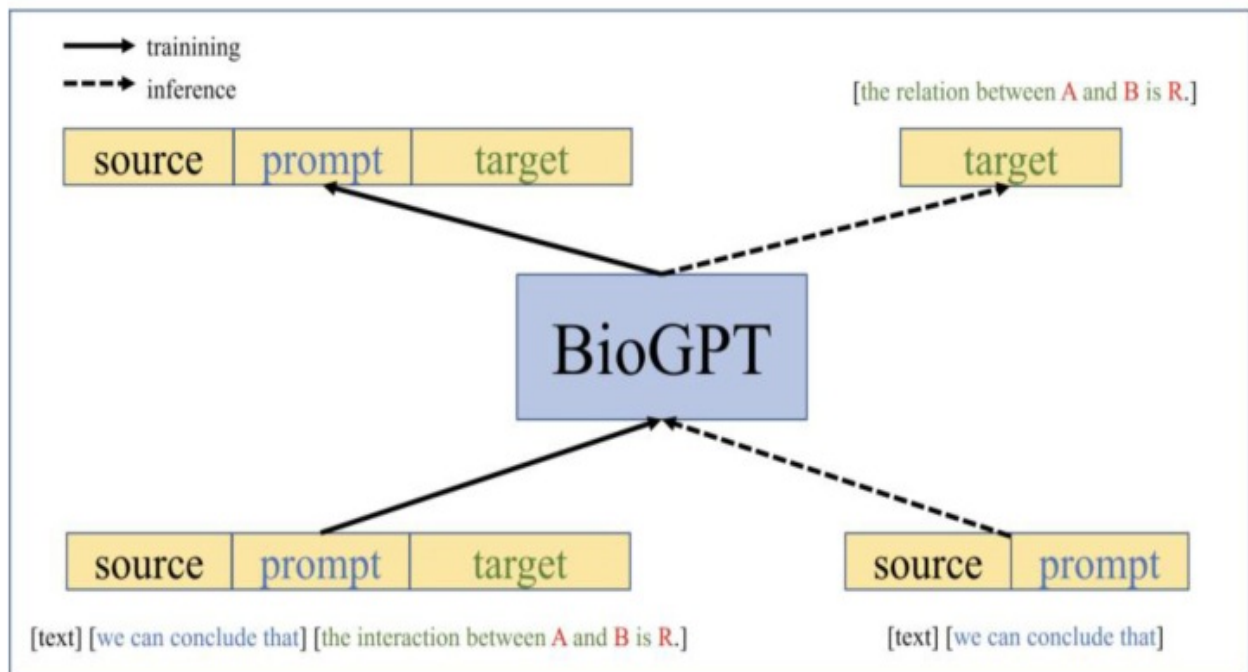 trainining
inference
[the relation between A and B is R.]
source prompt target
target
BioGPT
source prompt target
source prompt
[text] [we can conclude that] [the interaction between A and B is R.]
[text] [we can conclude that]